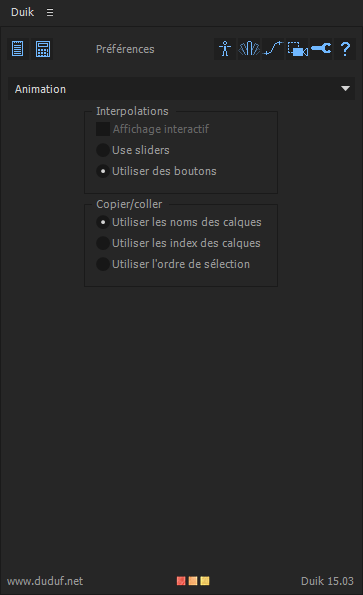 Duik
Préférences
?
Animation
Interpolations
Affichage interactif
Use sliders
Utiliser des boutons
Copier/coller
Utiliser les noms des calques
Utiliser les index des calques
Utiliser l'ordre de sélection
www.duduf.net
Duik 15.03